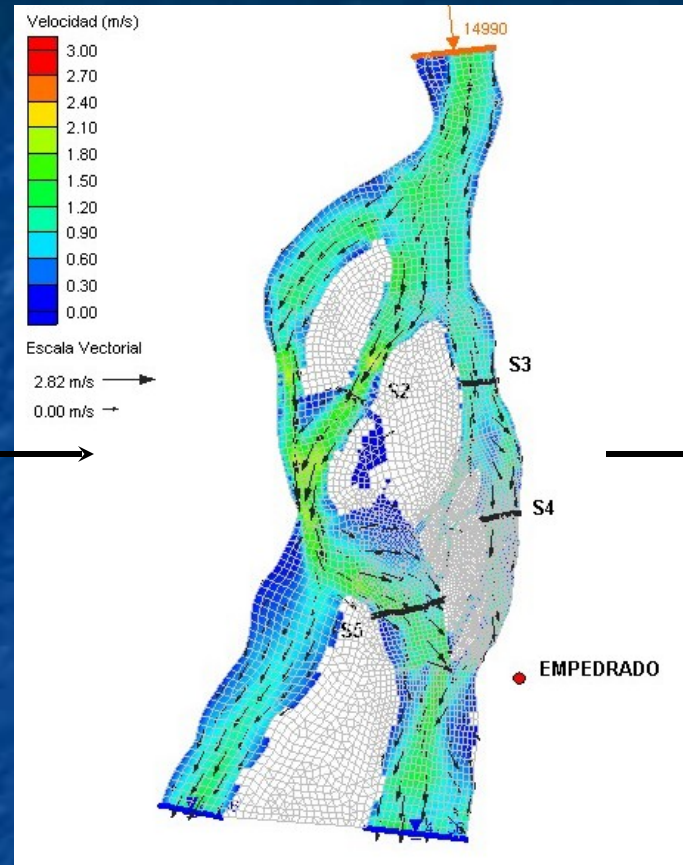 Velocidad (m/s)
3.00
2.70
2.40
2.10
1.80
1.50
1.20
0.90
0.60
0.30
0.00
Escala Vectorial
2.82 m/s
0.00 m/s
14990
S3
S2
S4
S5
EMPEDRADO